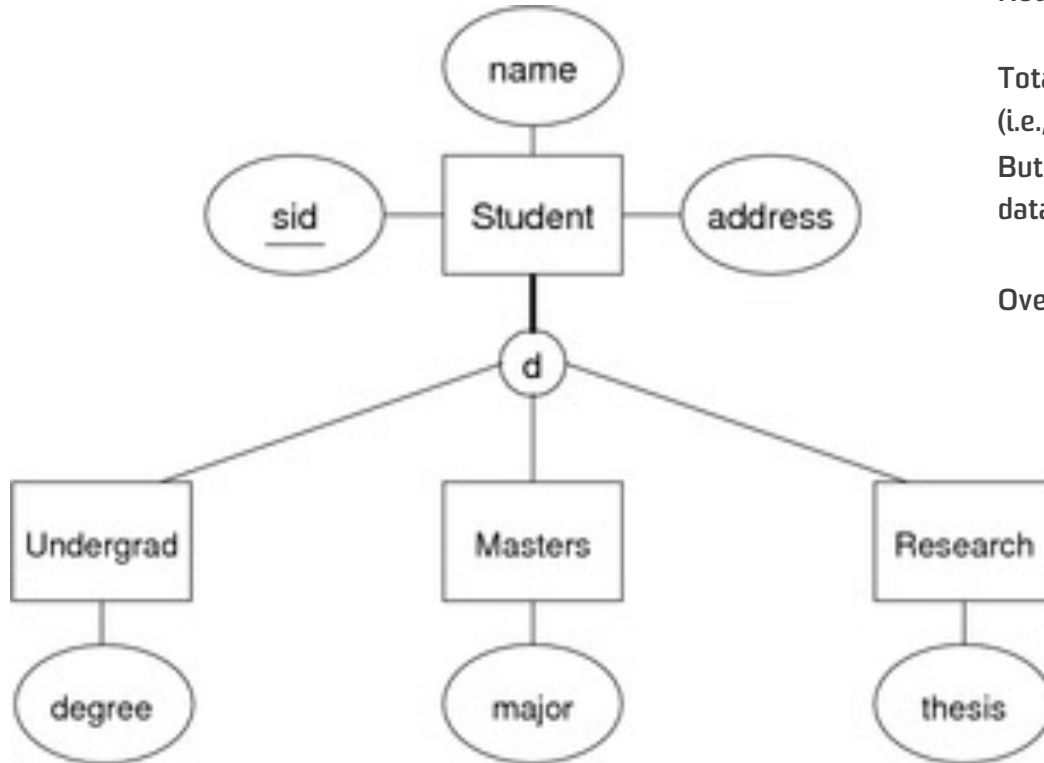 name
Tota
(i.e.,
sid
Student
address
But
data
Ove
d
Undergrad
Masters
Research
degree
major
thesis